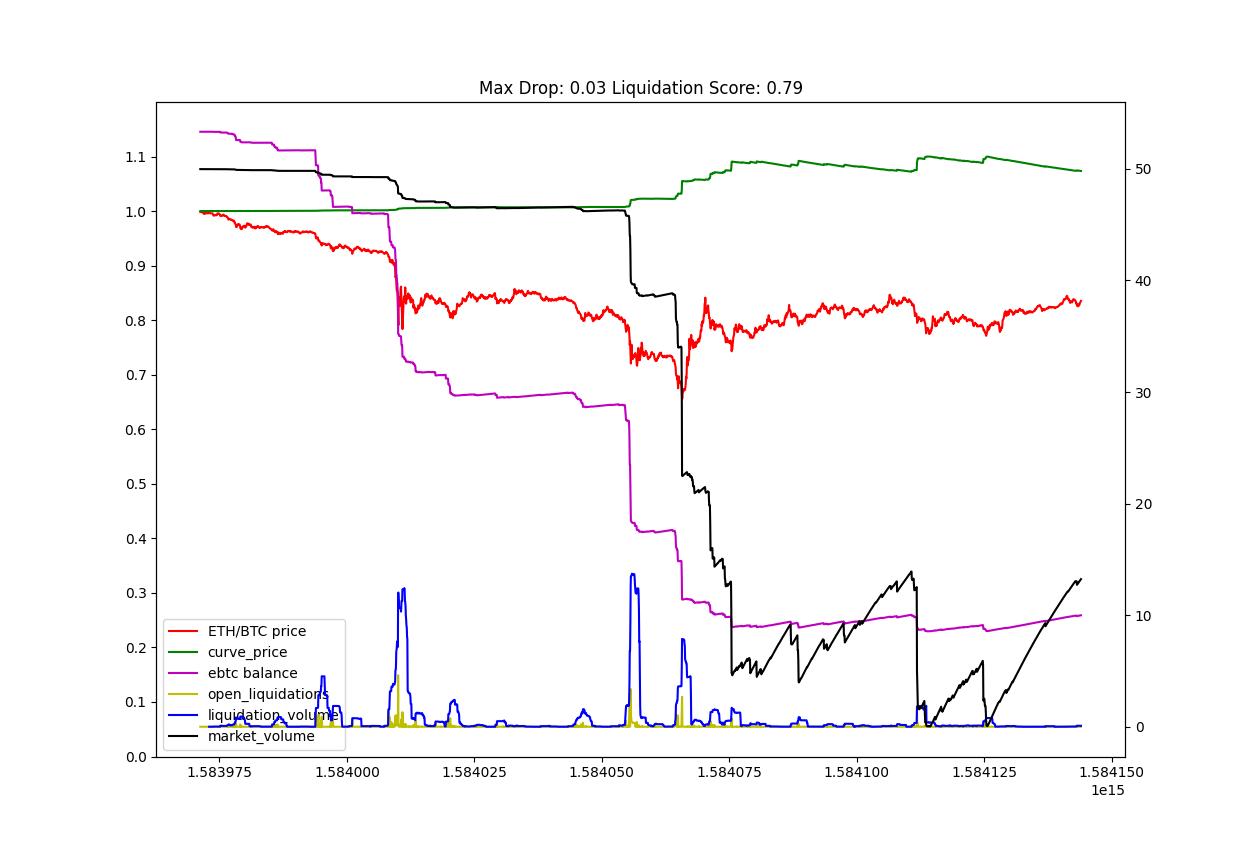 Max Drop: 0.03 Liquidation Score: 0.79
1.1
1.0
0.9
0.8
0.7
0.6
0.5
0.4
0.3
0.2
0.1
0.0
50
40
30
20
10
0
ETH/BTC price
curve_price
ebtc balance
open_liquidations
liquidation_volume
market_volume
1.583975 1.584000 1.584025 1.584050 1.584075 1.584100 1.584125 1.584150
1e15